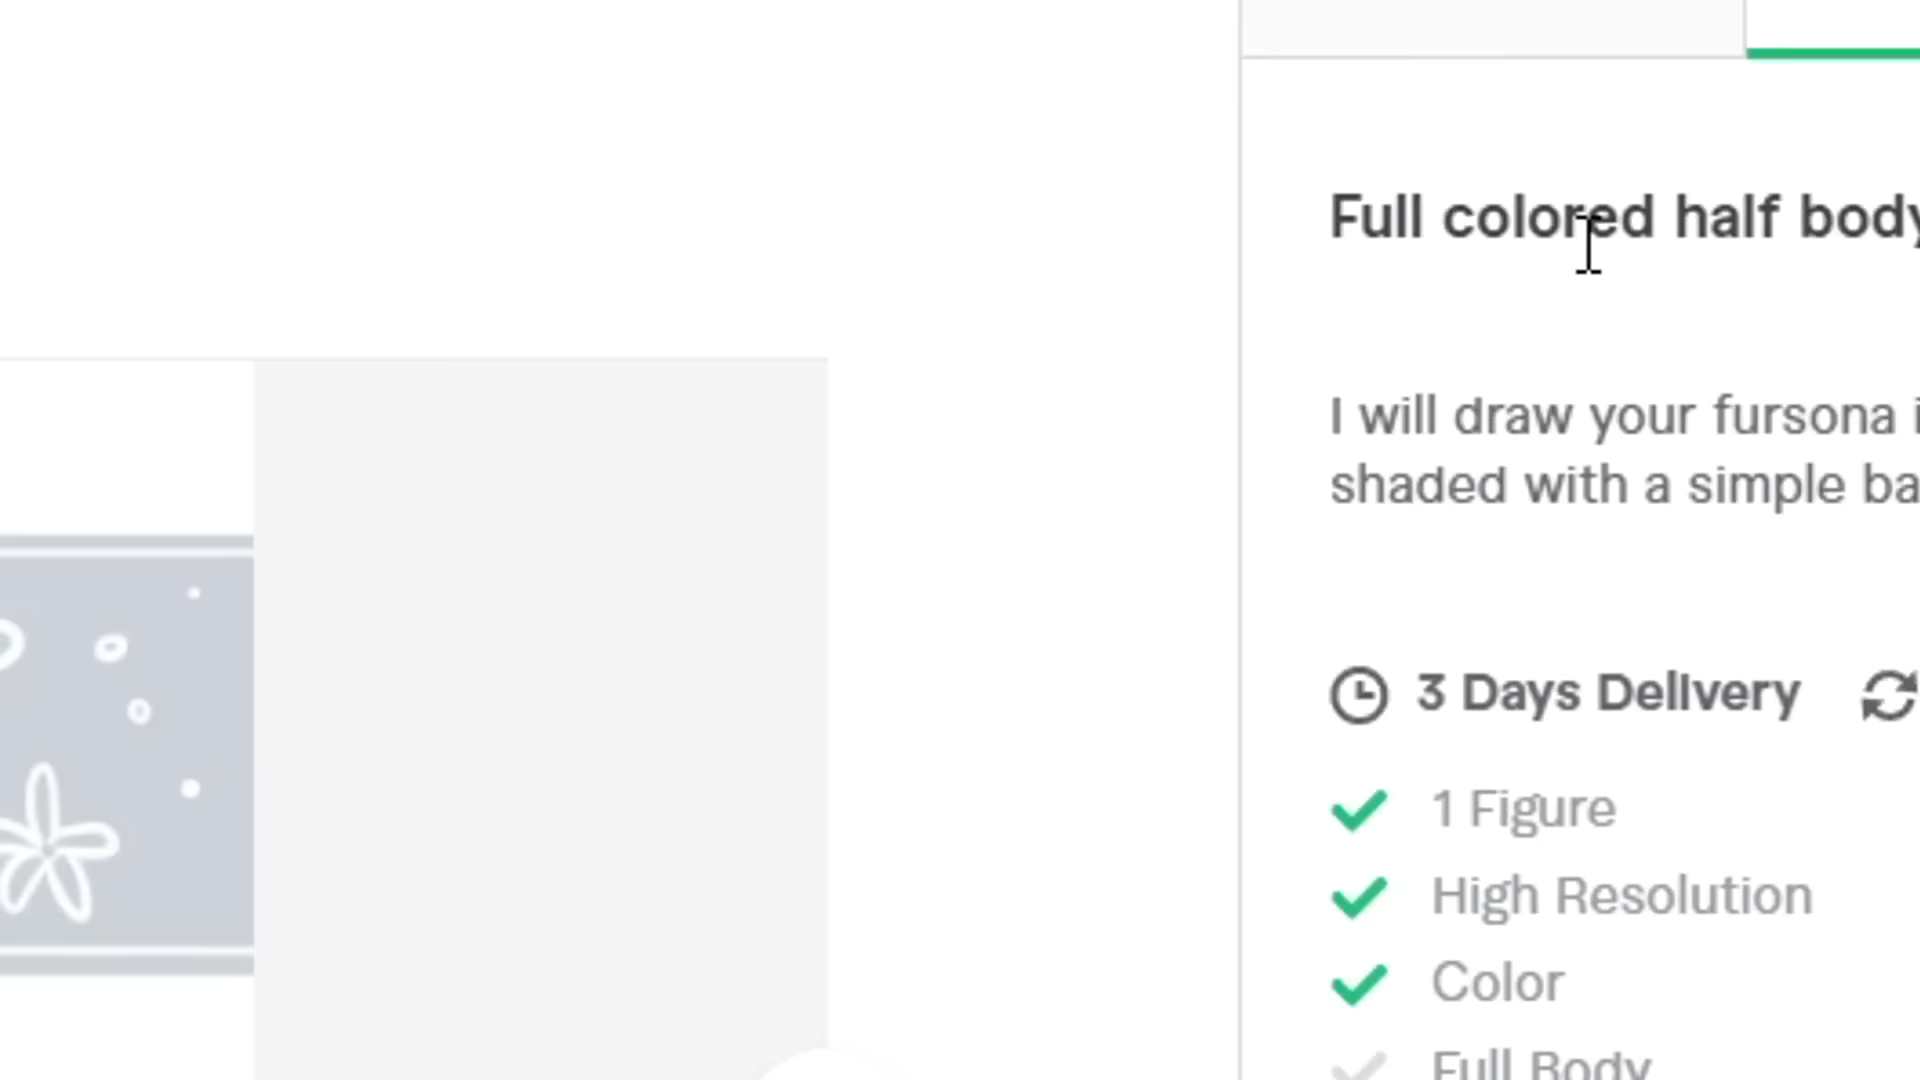 Full colored half body
I will draw your fursona
shaded with a simple
3 Days Delivery
1 Figure
High Resolution
Color
Full Body